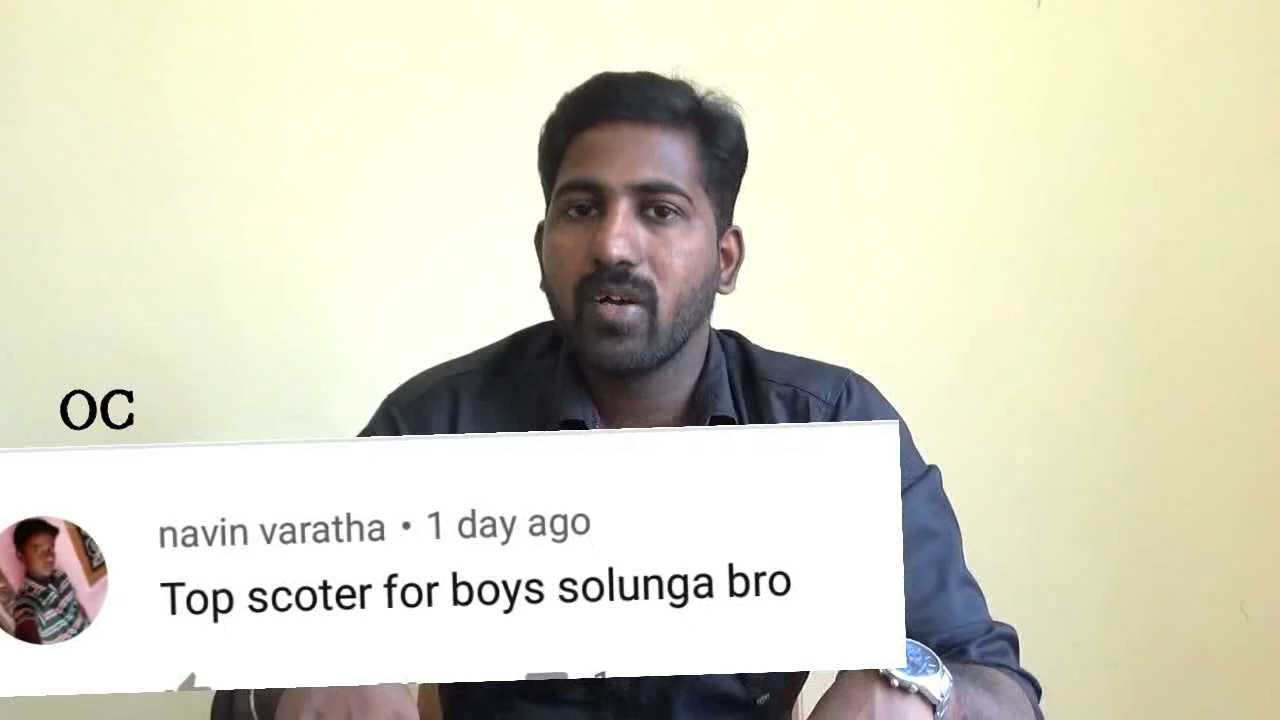 OC
navin varatha • 1 day ago
Top scoter for boys solunga bro